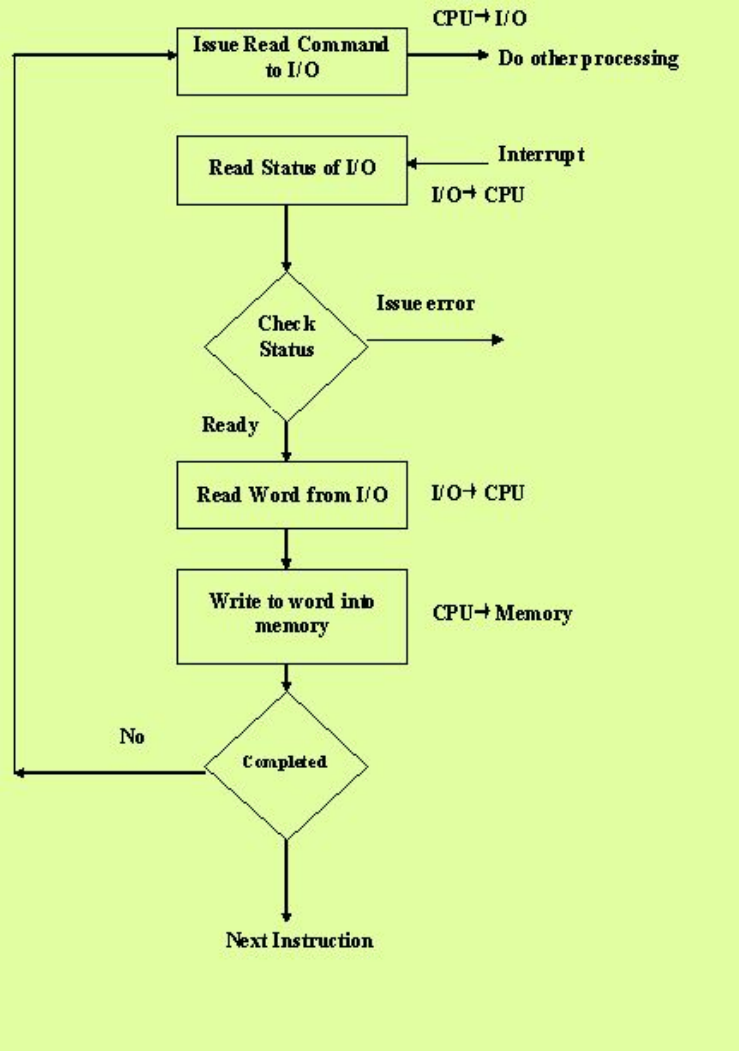 CPU→ I/O
Issue Read Command
to I/O
Do other processing
Interrupt
Read Status of I/O
I/O→ CPU
Issue error
Check
Status
Ready
Read Word from I/O
I/O→ CPU
Write to word into
memory
CPU→ Memory
No
Completed
Next Instruction